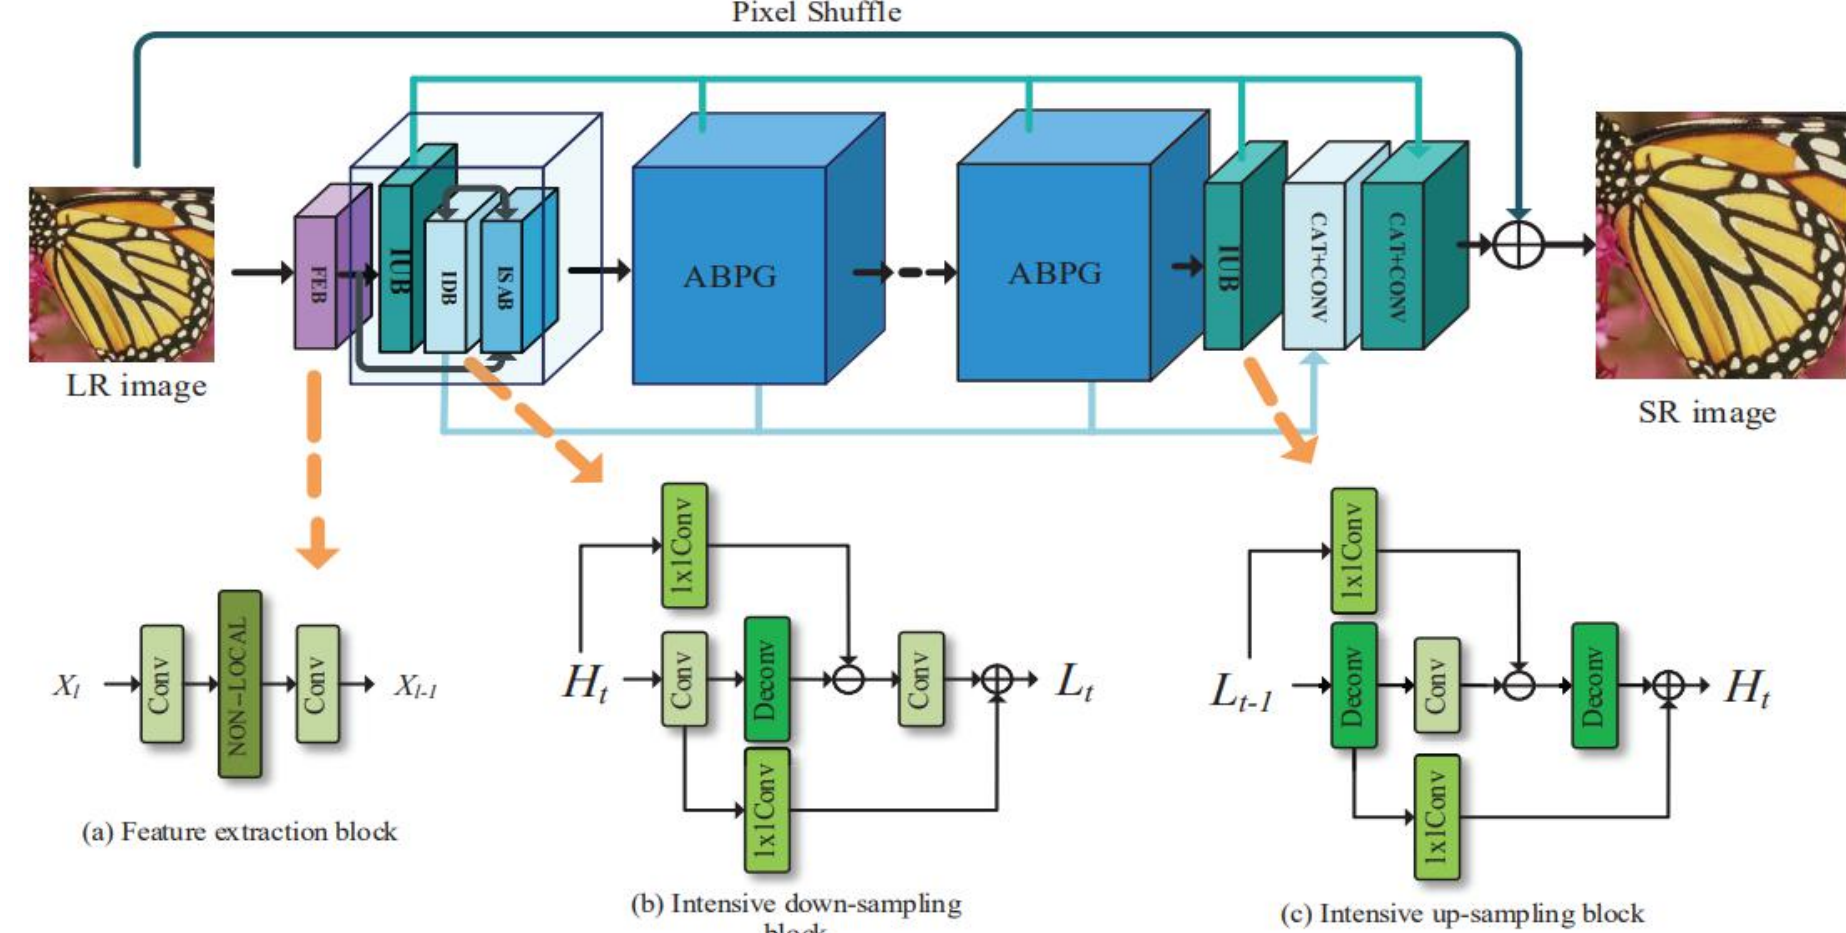 Pixel Shuffle
LR image
FEB
IUB
IDB
ISAB
ABPG
ABPG
IUB
CAT+CONV
CAT+CONV
SR image
X_l
Conv
NON-LOCAL
Conv
X_{l-1}
(a) Feature extraction block
1x1Conv
H_t
Conv
Deconv
Conv
L_t
1x1Conv
(b) Intensive down-sampling
block
1x1Conv
L_{t-1}
Deconv
Conv
Deconv
H_t
1x1Conv
(c) Intensive up-sampling block